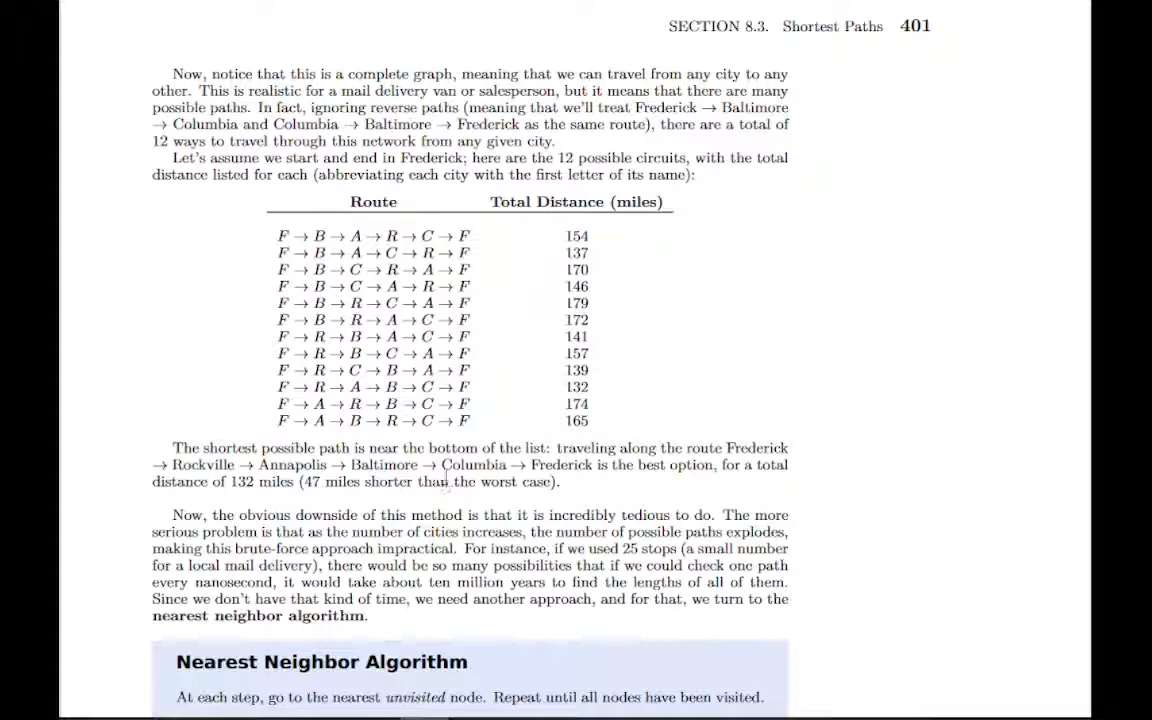 SECTION 8.3. Shortest Paths 401
Now, notice that this is a complete graph, meaning that we can travel from any city to any
other. This is realistic for a mail delivery van or salesperson, but it means that there are many
possible paths. In fact, ignoring reverse paths (meaning that we'll treat Frederick → Baltimore
→ Columbia and Columbia → Baltimore → Frederick as the same route), there are a total of
12 ways to travel through this network from any given city.
Let's assume we start and end in Frederick; here are the 12 possible circuits, with the total
distance listed for each (abbreviating each city with the first letter of its name):
Route Total Distance (miles)
F → B → A → R → C → F 154
F → B → A → C → R → F 137
F → B → C → R → A → F 170
F → B → C → A → R → F 146
F → B → R → C → A → F 179
F → B → R → A → C → F 172
F → R → B → A → C → F 141
F → R → B → C → A → F 157
F → R → C → B → A → F 139
F → R → A → B → C → F 132
F → A → R → B → C → F 174
F → A → B → R → C → F 165
The shortest possible path is near the bottom of the list: traveling along the route Frederick
→ Rockville → Annapolis → Baltimore → Columbia → Frederick is the best option, for a total
distance of 132 miles (47 miles shorter than the worst case).
Now, the obvious downside of this method is that it is incredibly tedious to do. The more
serious problem is that as the number of cities increases, the number of possible paths explodes,
making this brute-force approach impractical. For instance, if we used 25 stops (a small number
for a local mail delivery), there would be so many possibilities that if we could check one path
every nanosecond, it would take about ten million years to find the lengths of all of them.
Since we don't have that kind of time, we need another approach, and for that, we turn to the
nearest neighbor algorithm.
Nearest Neighbor Algorithm
At each step, go to the nearest unvisited node. Repeat until all nodes have been visited.